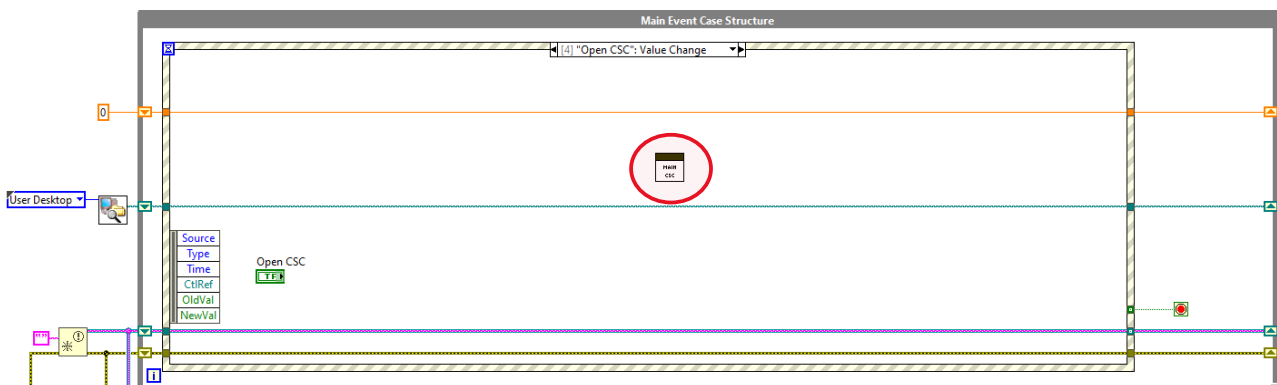 Main Event Case Structure
[4] "Open CSC": Value Change
0
MAIN
CSC
User Desktop
Source
Type
Time
CtlRef
OldVal
NewVal
Open CSC
TF
""
i